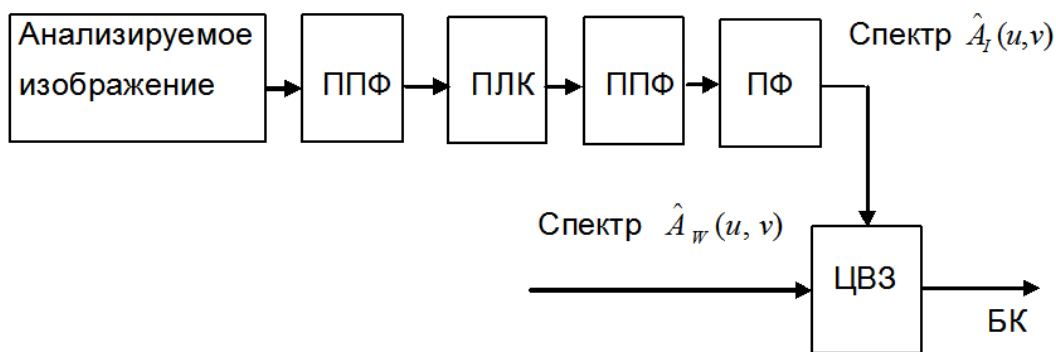 Анализируемое
изображение
ППФ
ПЛК
ППФ
ПФ
Спектр Â_I(u,v)
Спектр Â_W(u, v)
ЦВЗ
БК